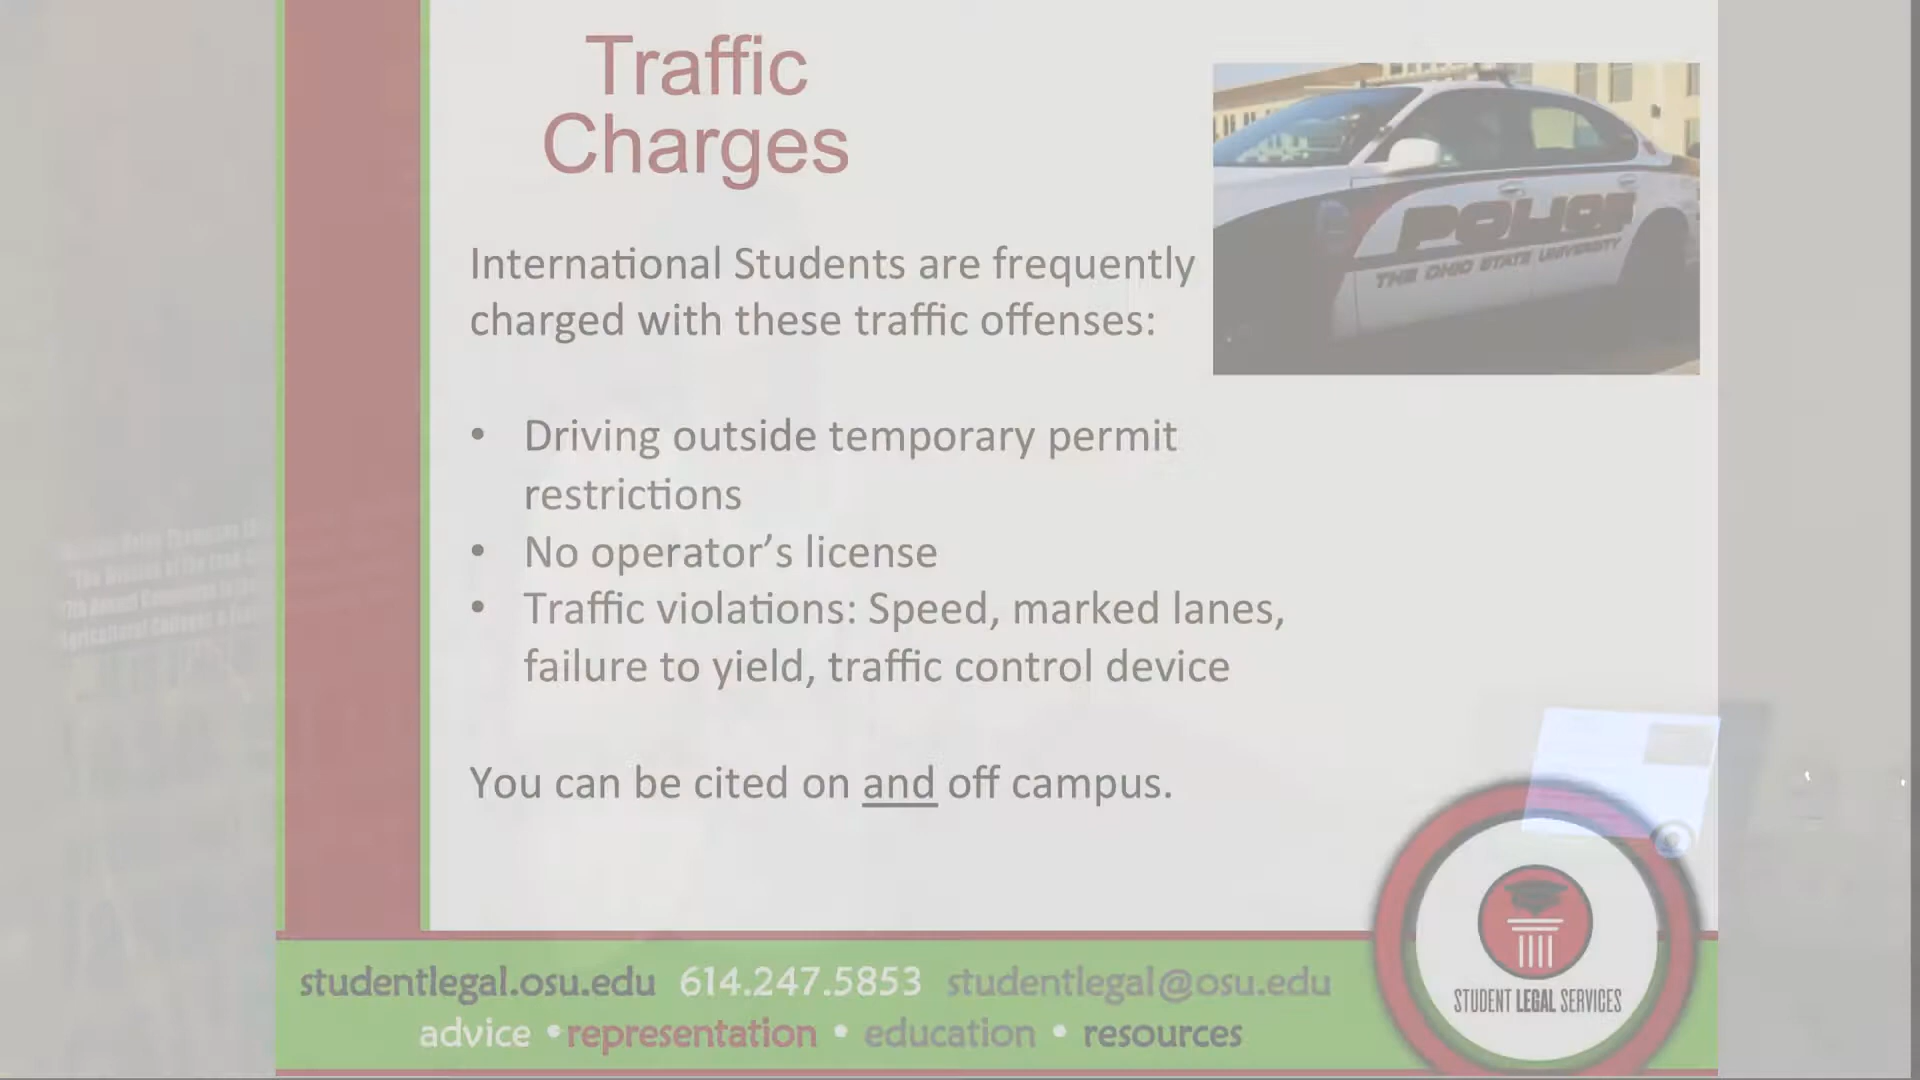 Traffic
Charges
POLICE
THE OHIO STATE UNIVERSITY
International Students are frequently
charged with these traffic offenses:
• Driving outside temporary permit
restrictions
• No operator’s license
• Traffic violations: Speed, marked lanes,
failure to yield, traffic control device
You can be cited on and off campus.
studentlegal.osu.edu 614.247.5853 studentlegal@osu.edu
advice • representation • education • resources
STUDENT LEGAL SERVICES